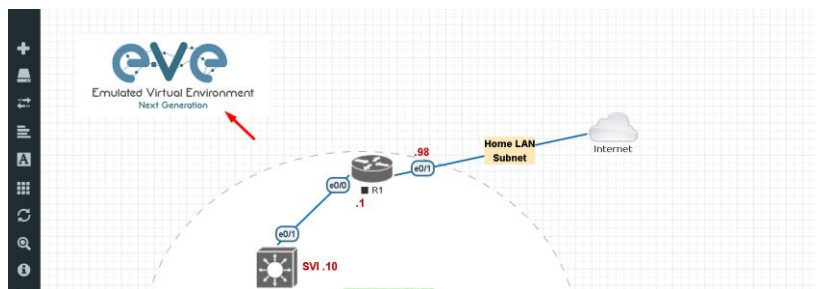 eve
Emulated Virtual Environment
Next Generation
.98
Home LAN
Subnet
Internet
e0/1
e0/0
R1
.1
e0/1
SVI .10
A